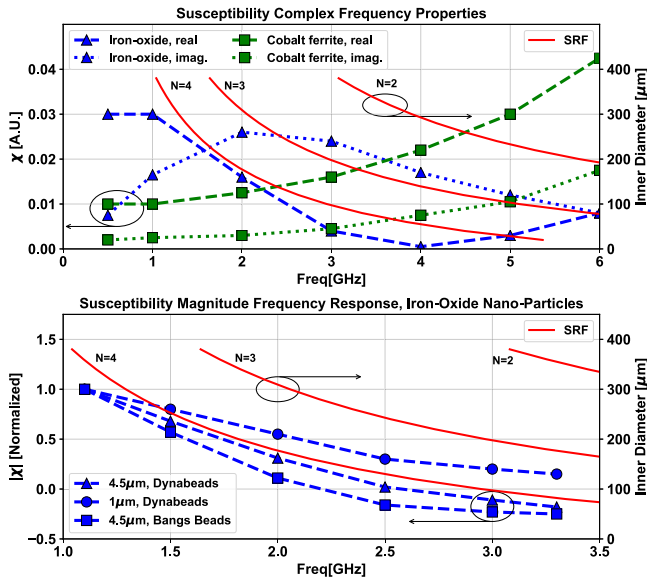 Susceptibility Complex Frequency Properties
Iron-oxide, real
Iron-oxide, imag.
Cobalt ferrite, real
Cobalt ferrite, imag.
SRF
N=4
N=3
N=2
0.04
0.03
0.02
0.01
0.00
χ [A.U.]
400
300
200
100
0
Inner Diameter [μm]
0 1 2 3 4 5 6
Freq[GHz]
Susceptibility Magnitude Frequency Response, Iron-Oxide Nano-Particles
SRF
N=4
N=3
N=2
1.5
1.0
0.5
0.0
−0.5
|χ| [Normalized]
400
300
200
100
0
Inner Diameter [μm]
4.5μm, Dynabeads
1μm, Dynabeads
4.5μm, Bangs Beads
1.0 1.5 2.0 2.5 3.0 3.5
Freq[GHz]